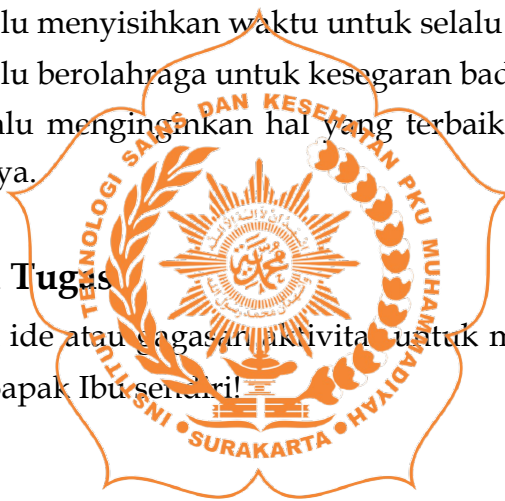 lu menyisihkan waktu untuk selalu
lu berolahraga untuk kesegaran bad
lu menginginkan hal yang terbaik
ya.
Tugas
ide atau gagasan aktivitas untuk m
Bapak Ibu sendiri!
INSTITUT TEKNOLOGI SAINS DAN KESEHATAN PKU MUHAMMADIYAH
SURAKARTA